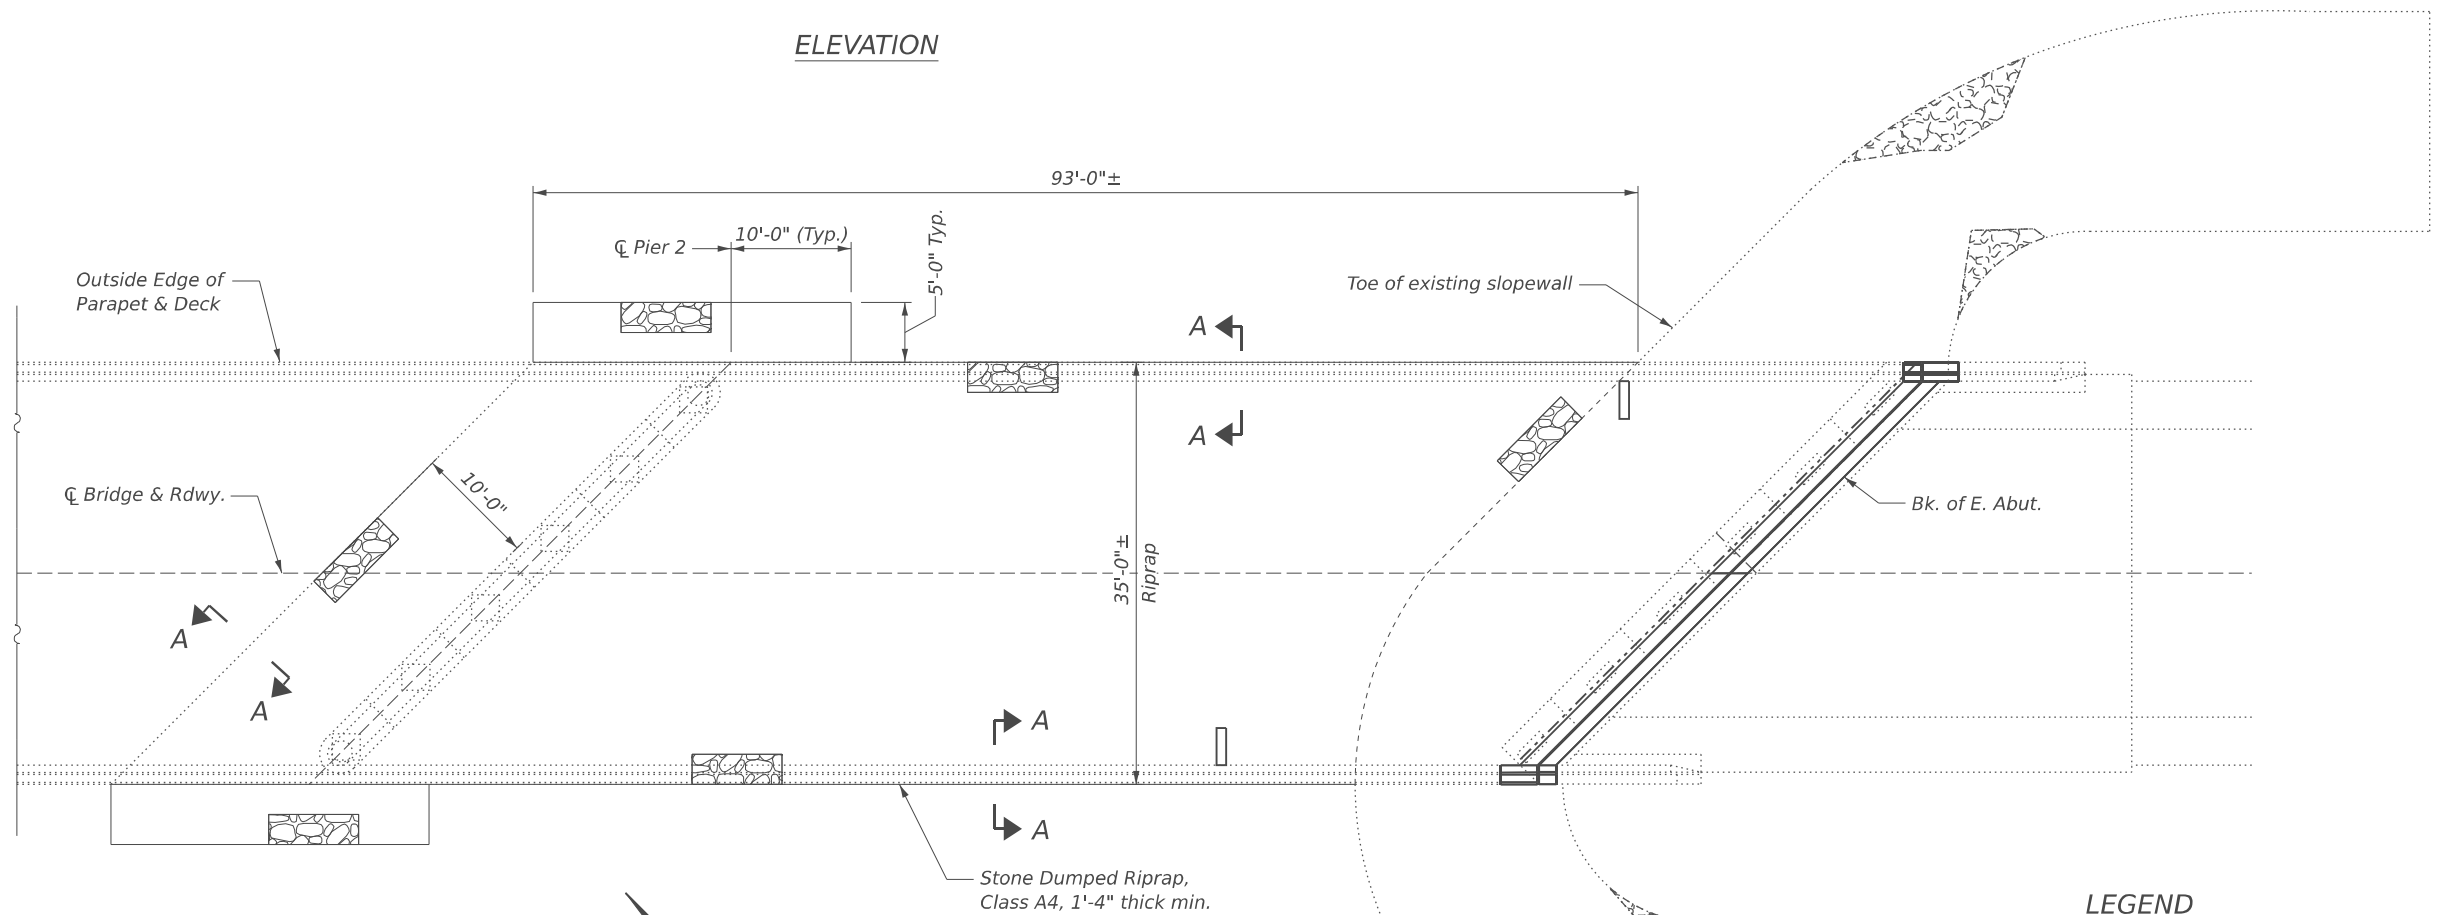 ELEVATION
93'-0"±
℄ Pier 2
10'-0" (Typ.)
5'-0" Typ.
Outside Edge of
Parapet & Deck
Toe of existing slopewall
A
A
10'-0"
℄ Bridge & Rdwy.
Bk. of E. Abut.
35'-0"±
Riprap
A
A
A
A
Stone Dumped Riprap,
Class A4, 1'-4" thick min.
LEGEND